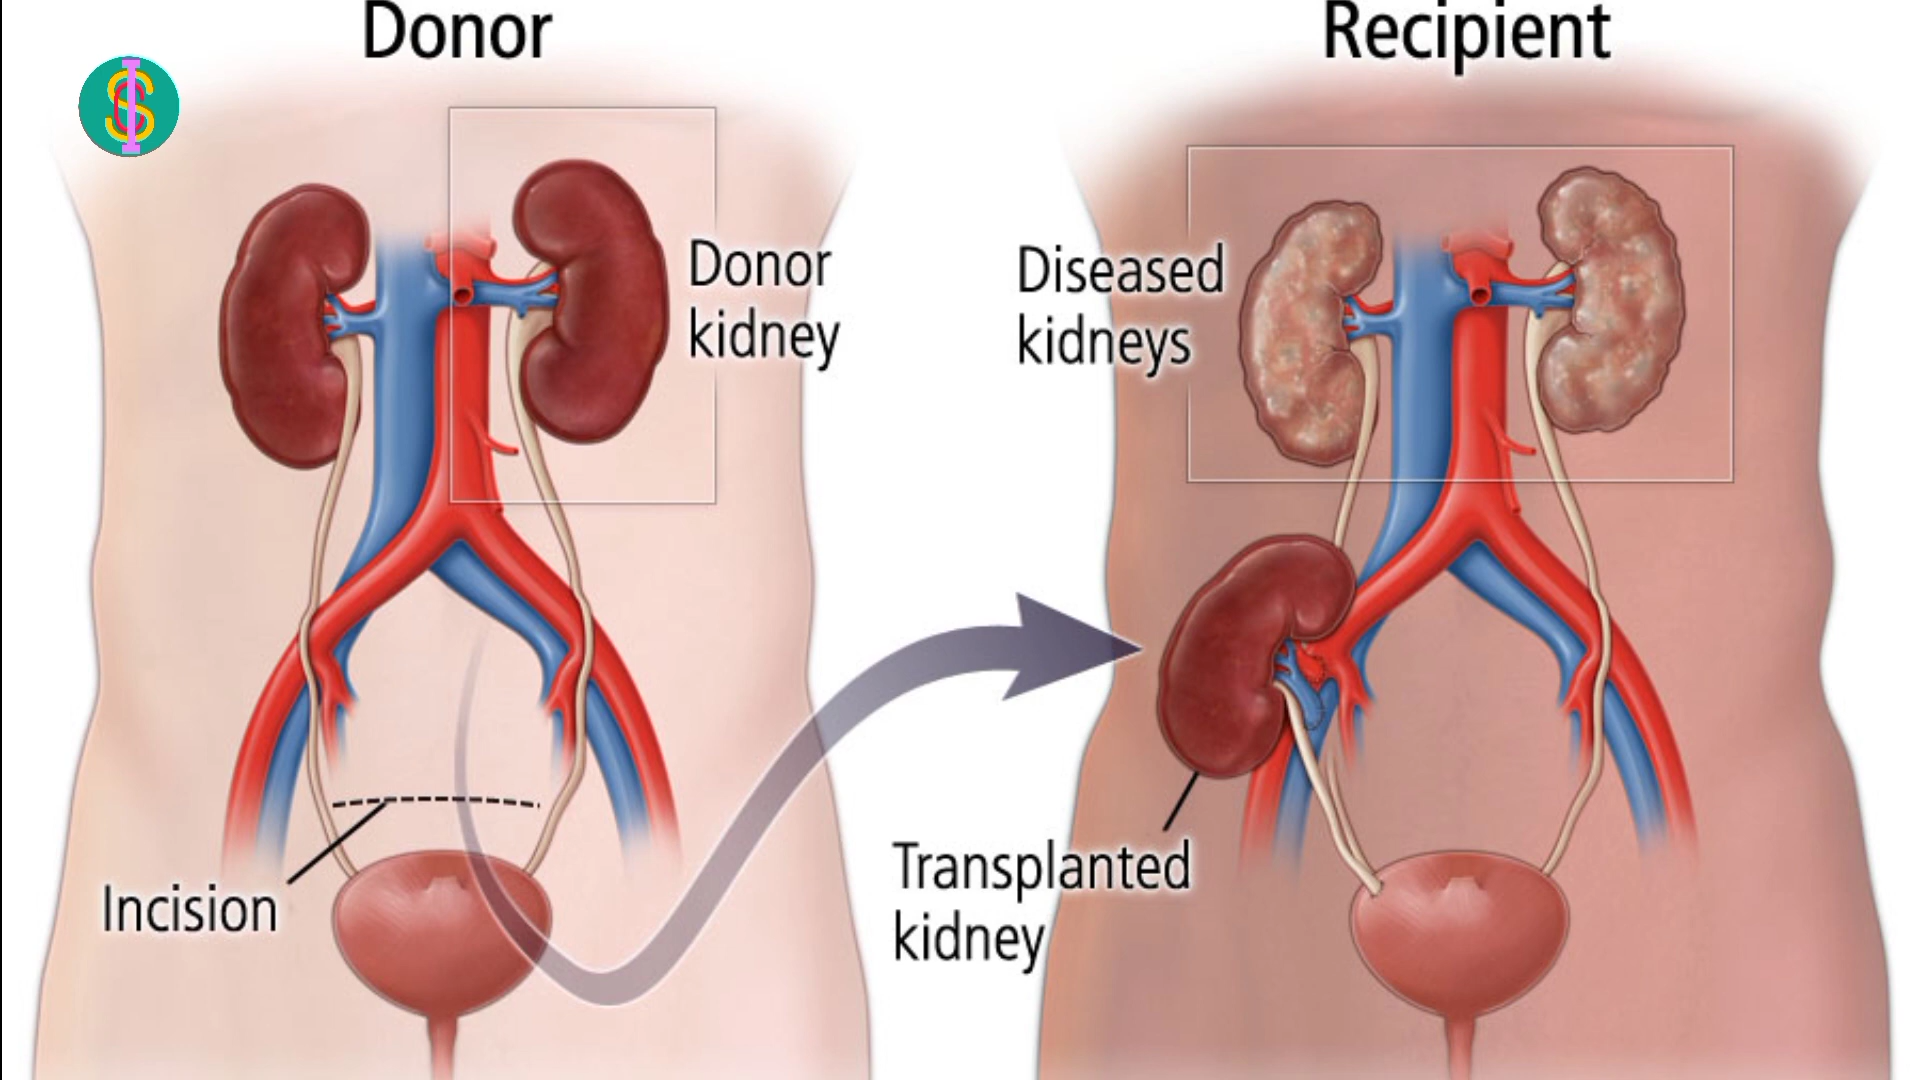 Donor
Recipient
Donor
kidney
Diseased
kidneys
Incision
Transplanted
kidney